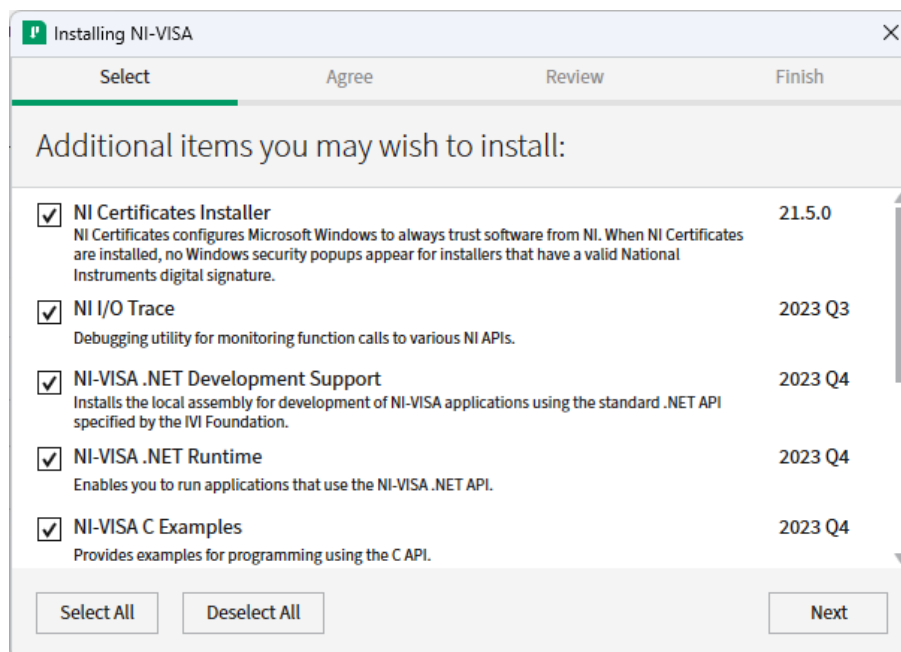 Installing NI-VISA
Select Agree Review Finish
Additional items you may wish to install:
NI Certificates Installer 21.5.0
NI Certificates configures Microsoft Windows to always trust software from NI. When NI Certificates
are installed, no Windows security popups appear for installers that have a valid National
Instruments digital signature.
NI I/O Trace 2023 Q3
Debugging utility for monitoring function calls to various NI APIs.
NI-VISA .NET Development Support 2023 Q4
Installs the local assembly for development of NI-VISA applications using the standard .NET API
specified by the IVI Foundation.
NI-VISA .NET Runtime 2023 Q4
Enables you to run applications that use the NI-VISA .NET API.
NI-VISA C Examples 2023 Q4
Provides examples for programming using the C API.
Select All Deselect All Next